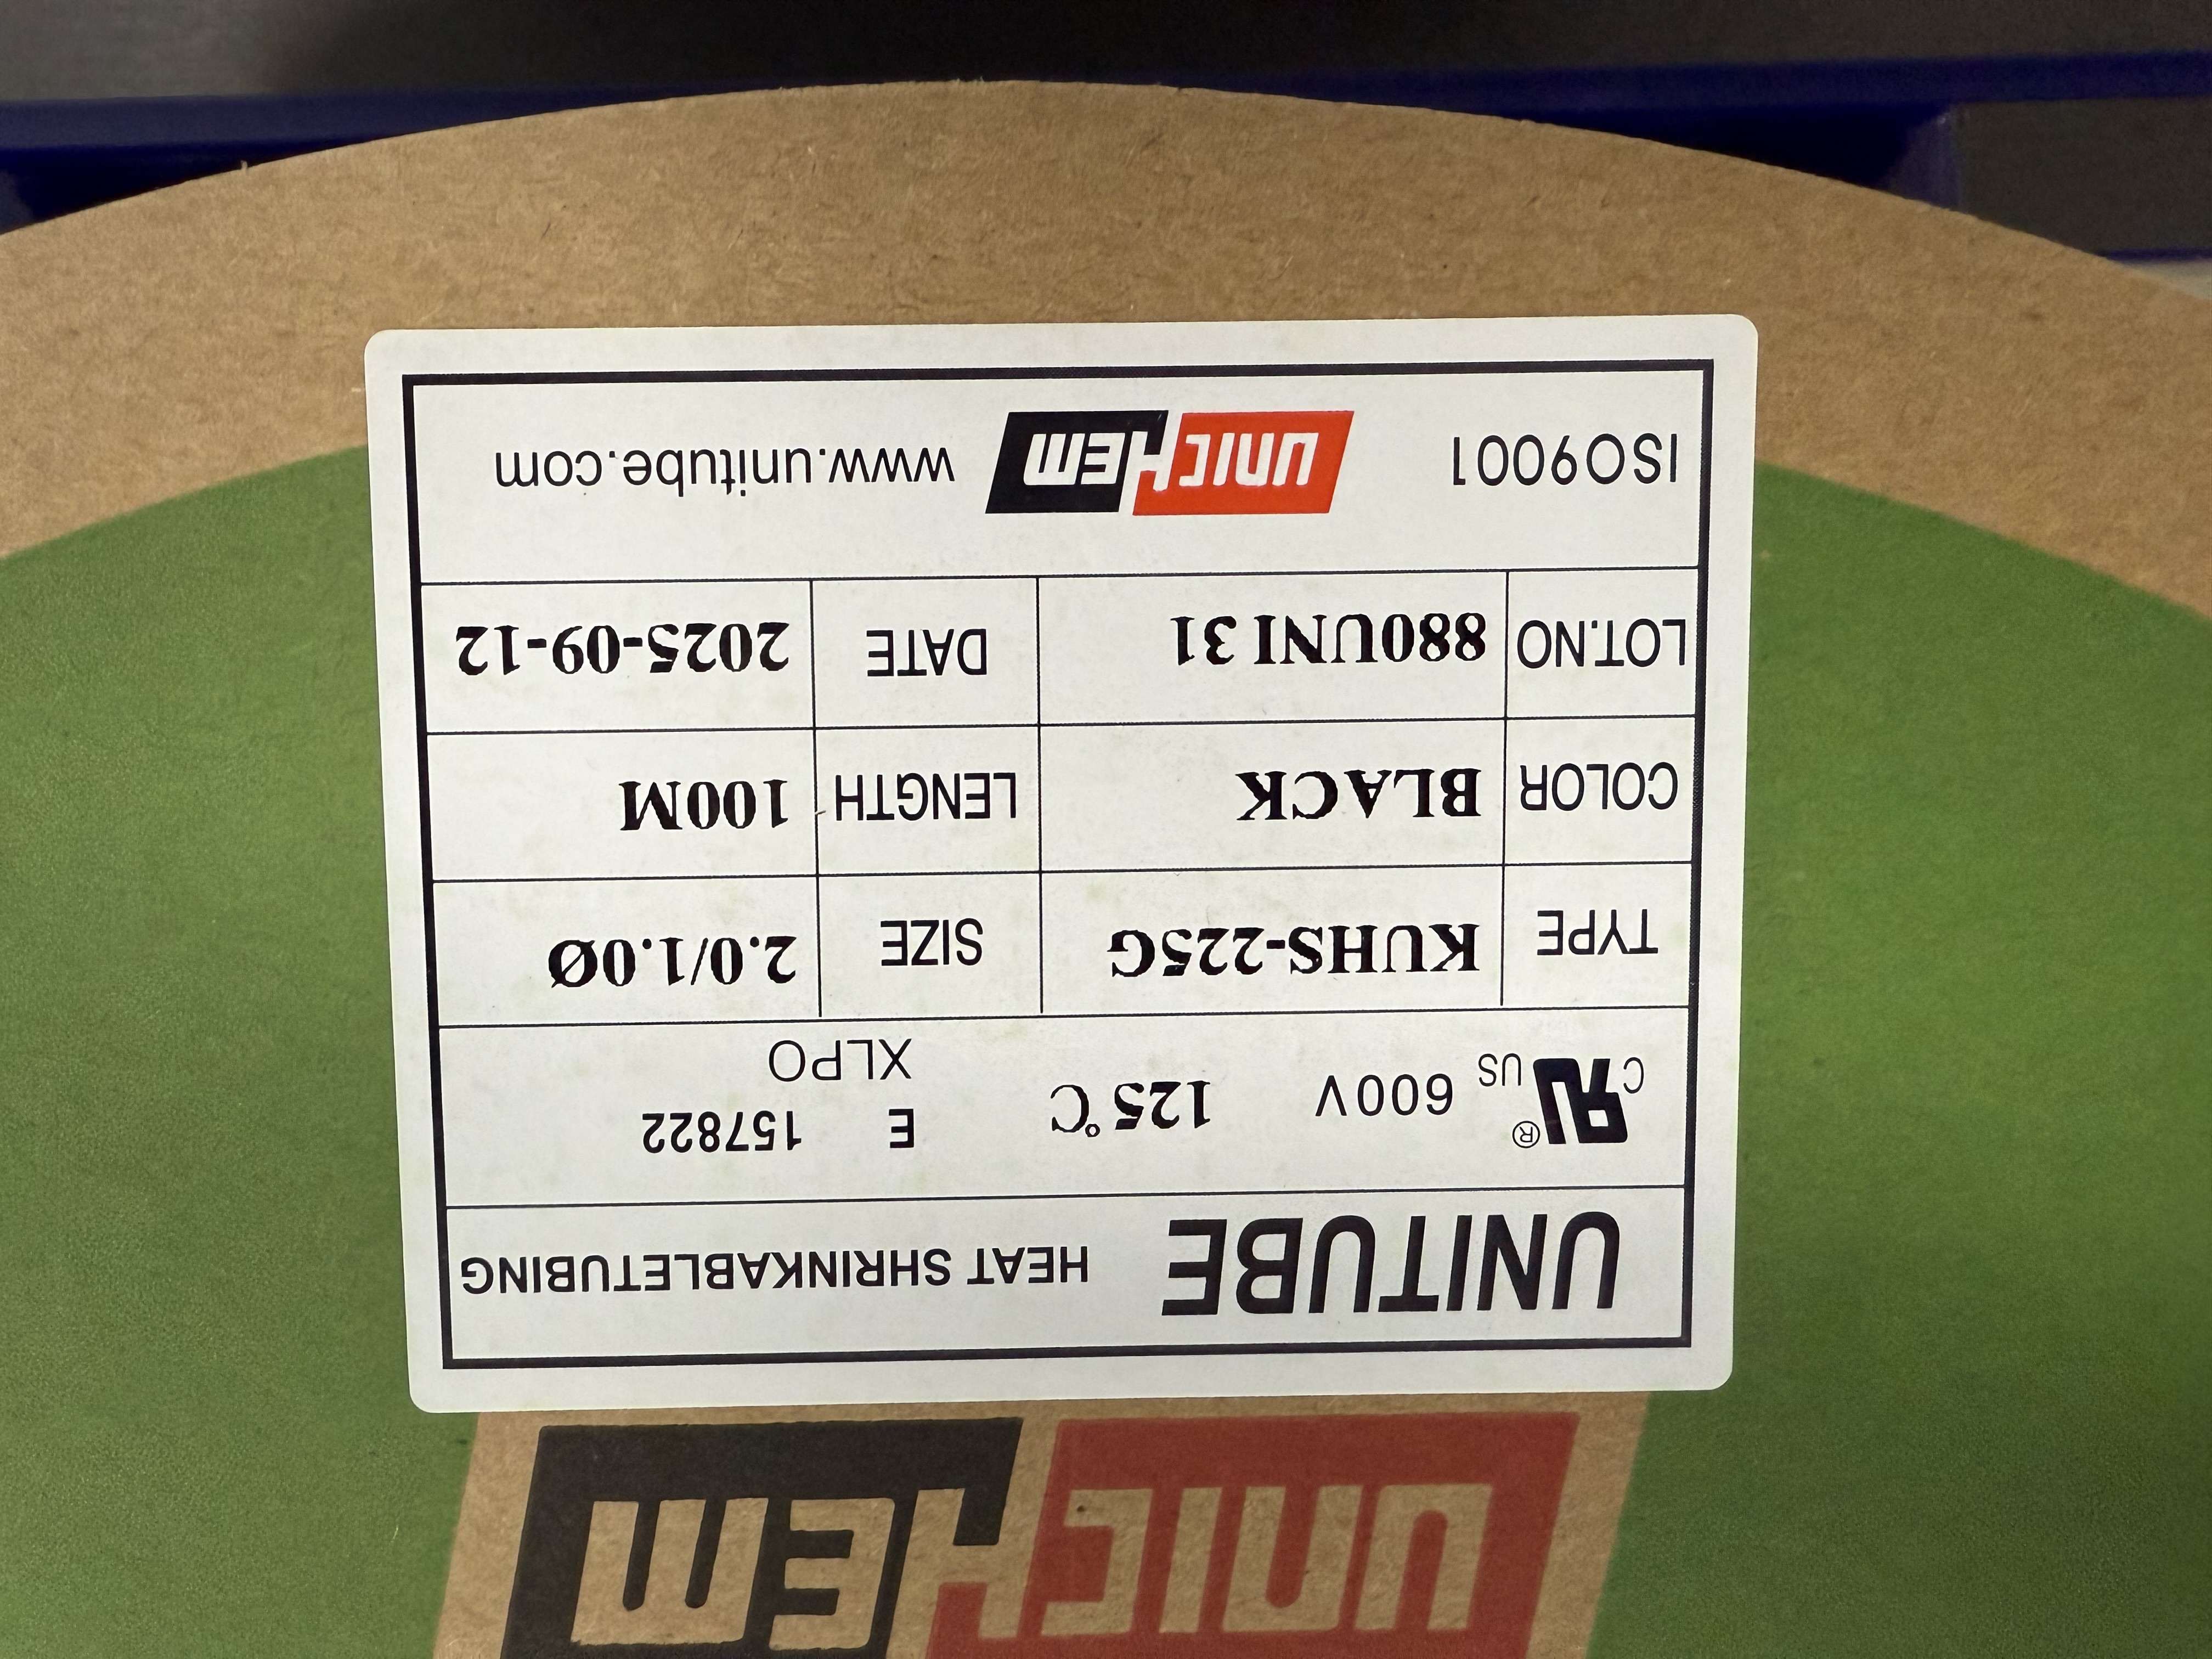 UNICHEM
UNITUBE HEAT SHRINKABLETUBING
c RU us ® 600V 125℃ E 157822
XLPO
TYPE KUHS-225G SIZE 2.0/1.0Ø
COLOR BLACK LENGTH 100M
LOT.NO 880UNI 31 DATE 2025-09-12
ISO9001 UNICHEM www.unitube.com